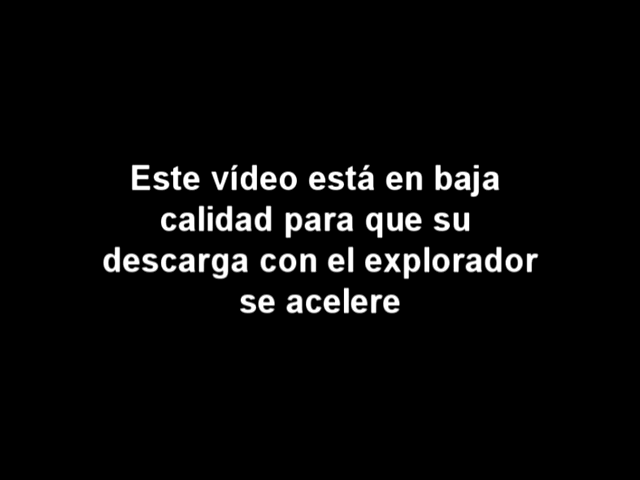 Este vídeo está en baja
calidad para que su
descarga con el explorador
se acelere